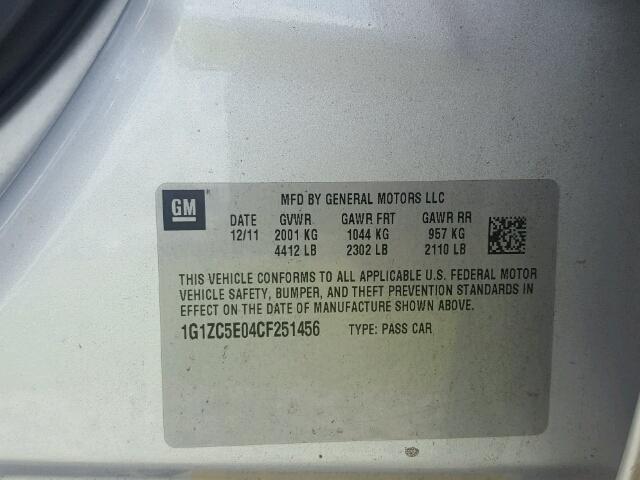 GM
MFD BY GENERAL MOTORS LLC
DATE GVWR GAWR FRT GAWR RR
12/11 2001 KG 1044 KG 957 KG
4412 LB 2302 LB 2110 LB
THIS VEHICLE CONFORMS TO ALL APPLICABLE U.S. FEDERAL MOTOR
VEHICLE SAFETY, BUMPER, AND THEFT PREVENTION STANDARDS IN
EFFECT ON THE DATE OF MANUFACTURE SHOWN ABOVE.
1G1ZC5E04CF251456 TYPE: PASS CAR